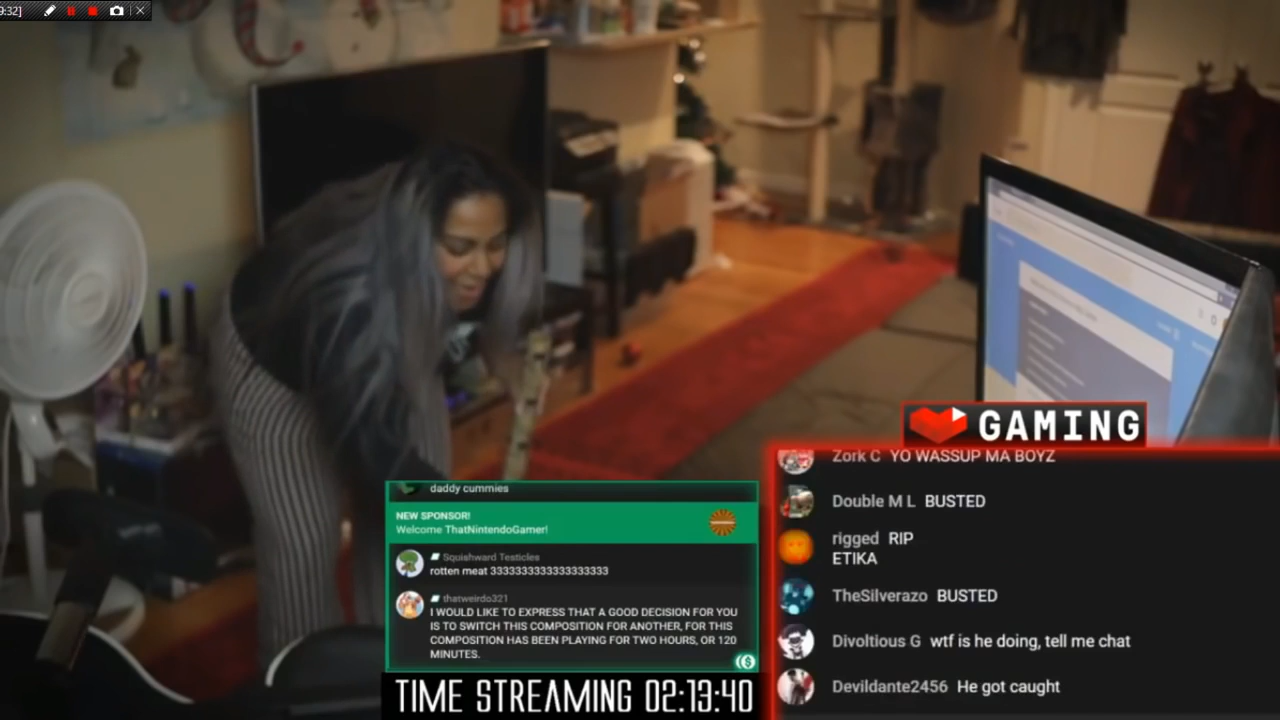 9:32]
daddy cummies
NEW SPONSOR!
Welcome ThatNintendoGamer!
Squishward Testicles
rotten meat 3333333333333333333
thatweirdo321
I WOULD LIKE TO EXPRESS THAT A GOOD DECISION FOR YOU
IS TO SWITCH THIS COMPOSITION FOR ANOTHER, FOR THIS
COMPOSITION HAS BEEN PLAYING FOR TWO HOURS, OR 120
MINUTES.
TIME STREAMING 02:13:40
GAMING
Zork C YO WASSUP MA BOYZ
Double M L BUSTED
rigged RIP
ETIKA
TheSilverazo BUSTED
Divoltious G wtf is he doing, tell me chat
Devildante2456 He got caught